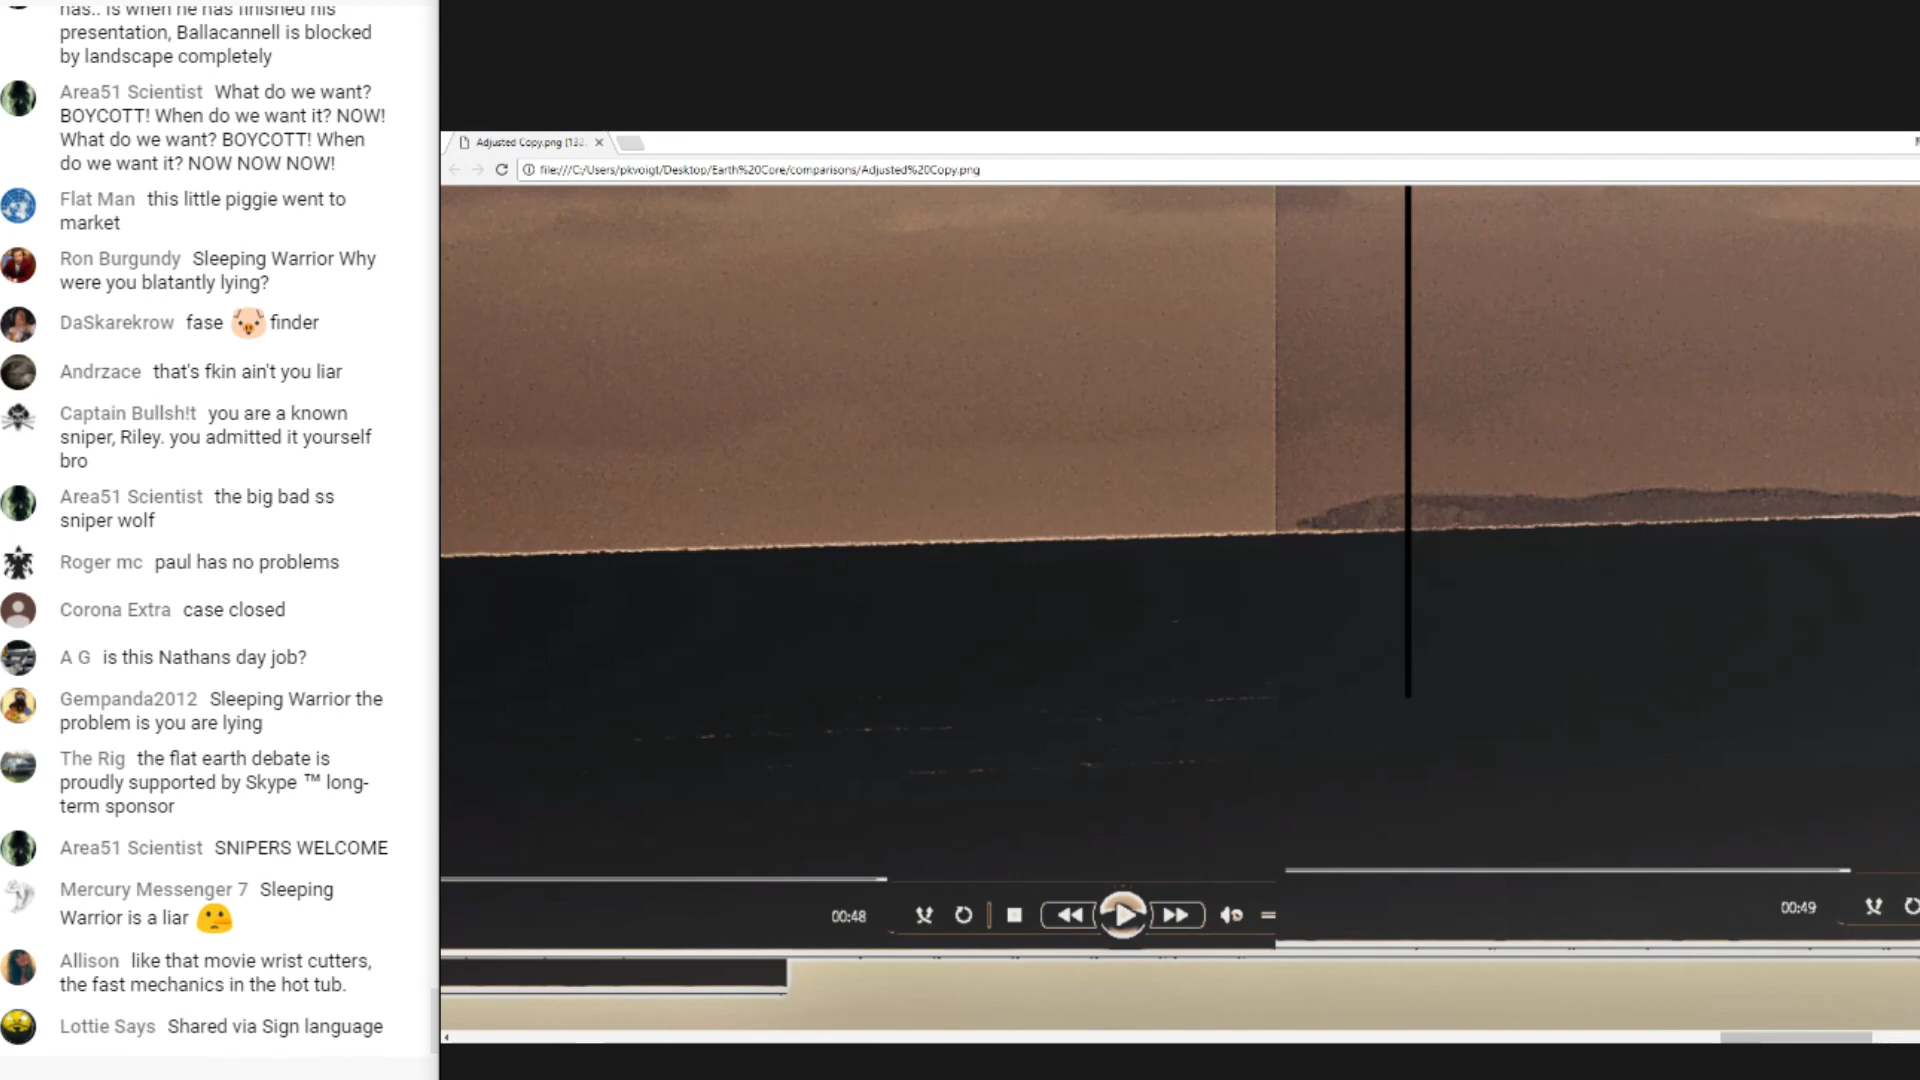 has.. is when he has finished his
presentation, Ballacannell is blocked
by landscape completely
Area51 Scientist What do we want?
BOYCOTT! When do we want it? NOW!
What do we want? BOYCOTT! When
do we want it? NOW NOW NOW!
Flat Man this little piggie went to
market
Ron Burgundy Sleeping Warrior Why
were you blatantly lying?
DaSkarekrow fase 🐷 finder
Andrzace that's fkin ain't you liar
Captain Bullsh!t you are a known
sniper, Riley. you admitted it yourself
bro
Area51 Scientist the big bad ss
sniper wolf
Roger mc paul has no problems
Corona Extra case closed
A G is this Nathans day job?
Gempanda2012 Sleeping Warrior the
problem is you are lying
The Rig the flat earth debate is
proudly supported by Skype ™ long-
term sponsor
Area51 Scientist SNIPERS WELCOME
Mercury Messenger 7 Sleeping
Warrior is a liar
Allison like that movie wrist cutters,
the fast mechanics in the hot tub.
Lottie Says Shared via Sign language
Adjusted Copy.png (132.
file:///C:/Users/pkvoigt/Desktop/Earth%20Core/comparisons/Adjusted%20Copy.png
00:48
00:49